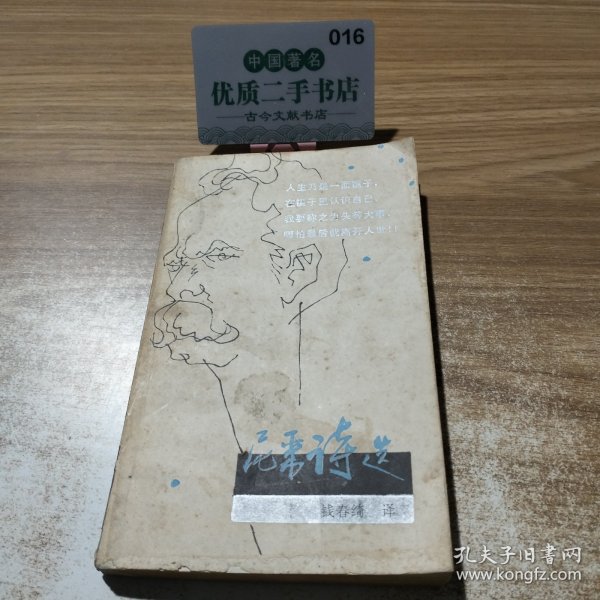 016
中国著名
优质二手书店
古今文献书店
人生乃是一面镜子，
在镜子里认识自己，
我要称之为头等大事，
哪怕最后就离开人世！！
尼采诗选
钱春绮 译
孔夫子旧书网
www.kongfz.com